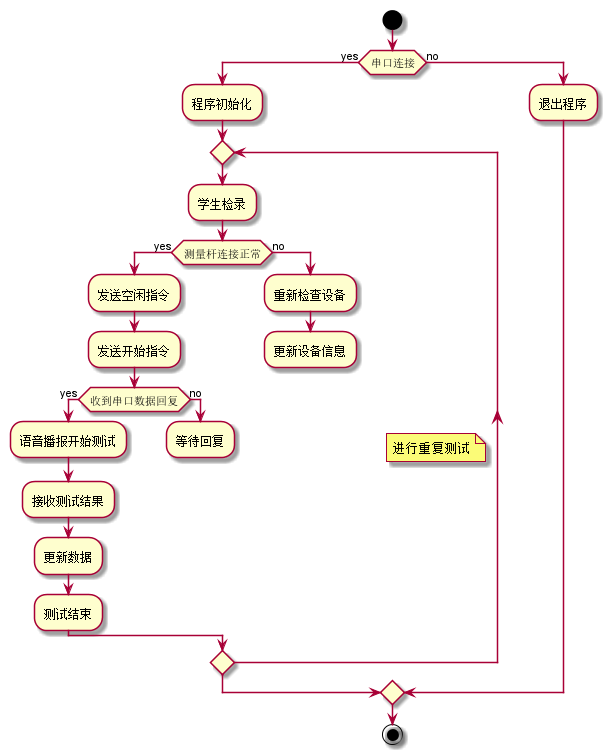 串口连接
yes
no
程序初始化
退出程序
学生检录
测量杆连接正常
yes
no
发送空闲指令
重新检查设备
发送开始指令
更新设备信息
收到串口数据回复
yes
no
语音播报开始测试
等待回复
进行重复测试
接收测试结果
更新数据
测试结束